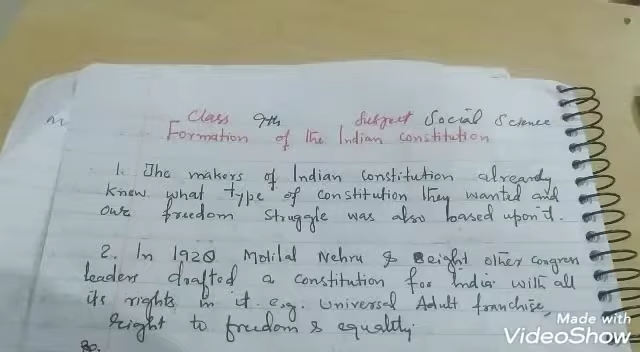 Class 9th Subject Social Science
Formation of the Indian constitution
1. The makers of Indian constitution already
knew what type of constitution they wanted and
our freedom struggle was also based upon it.
2. In 1928 Motilal Nehru & eight other congress
leaders drafted a constitution for India with all
its rights in it. e.g. Universal Adult franchise,
Right to freedom & equality.
Made with
VideoShow